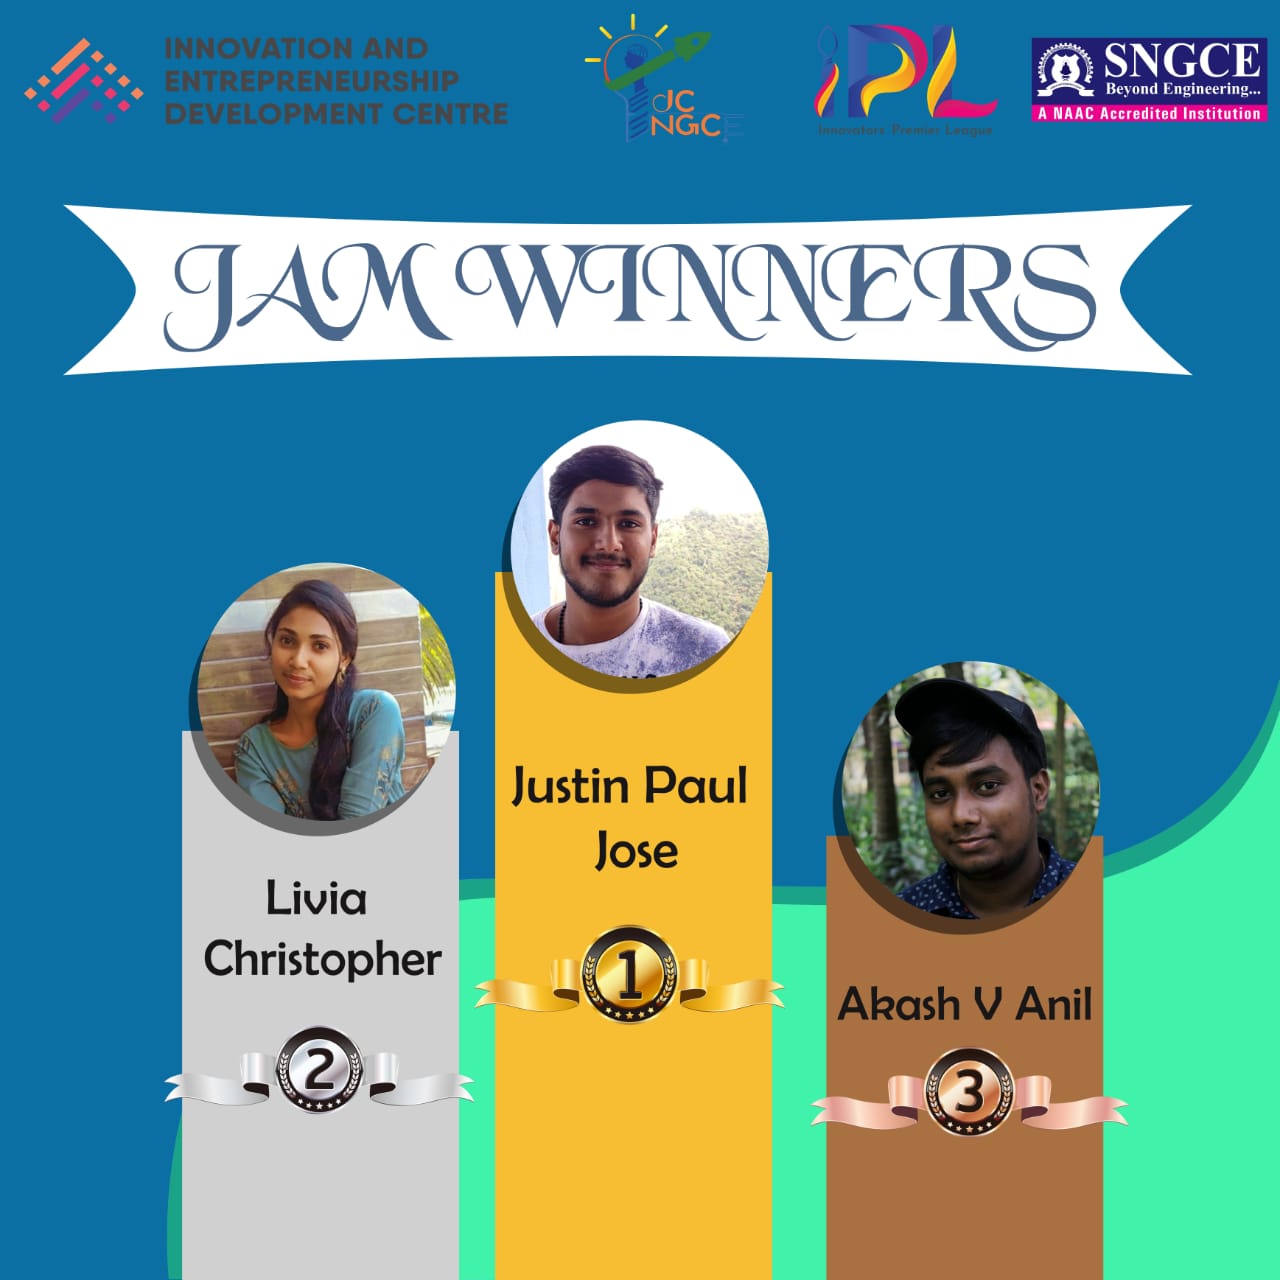 INNOVATION AND
ENTREPRENEURSHIP
DEVELOPMENT CENTRE
NGCE
iPL
Innovators Premier League
SNGCE
Beyond Engineering...
A NAAC Accredited Institution
JAM WINNERS
Justin Paul
Jose
1
Livia
Christopher
2
Akash V Anil
3